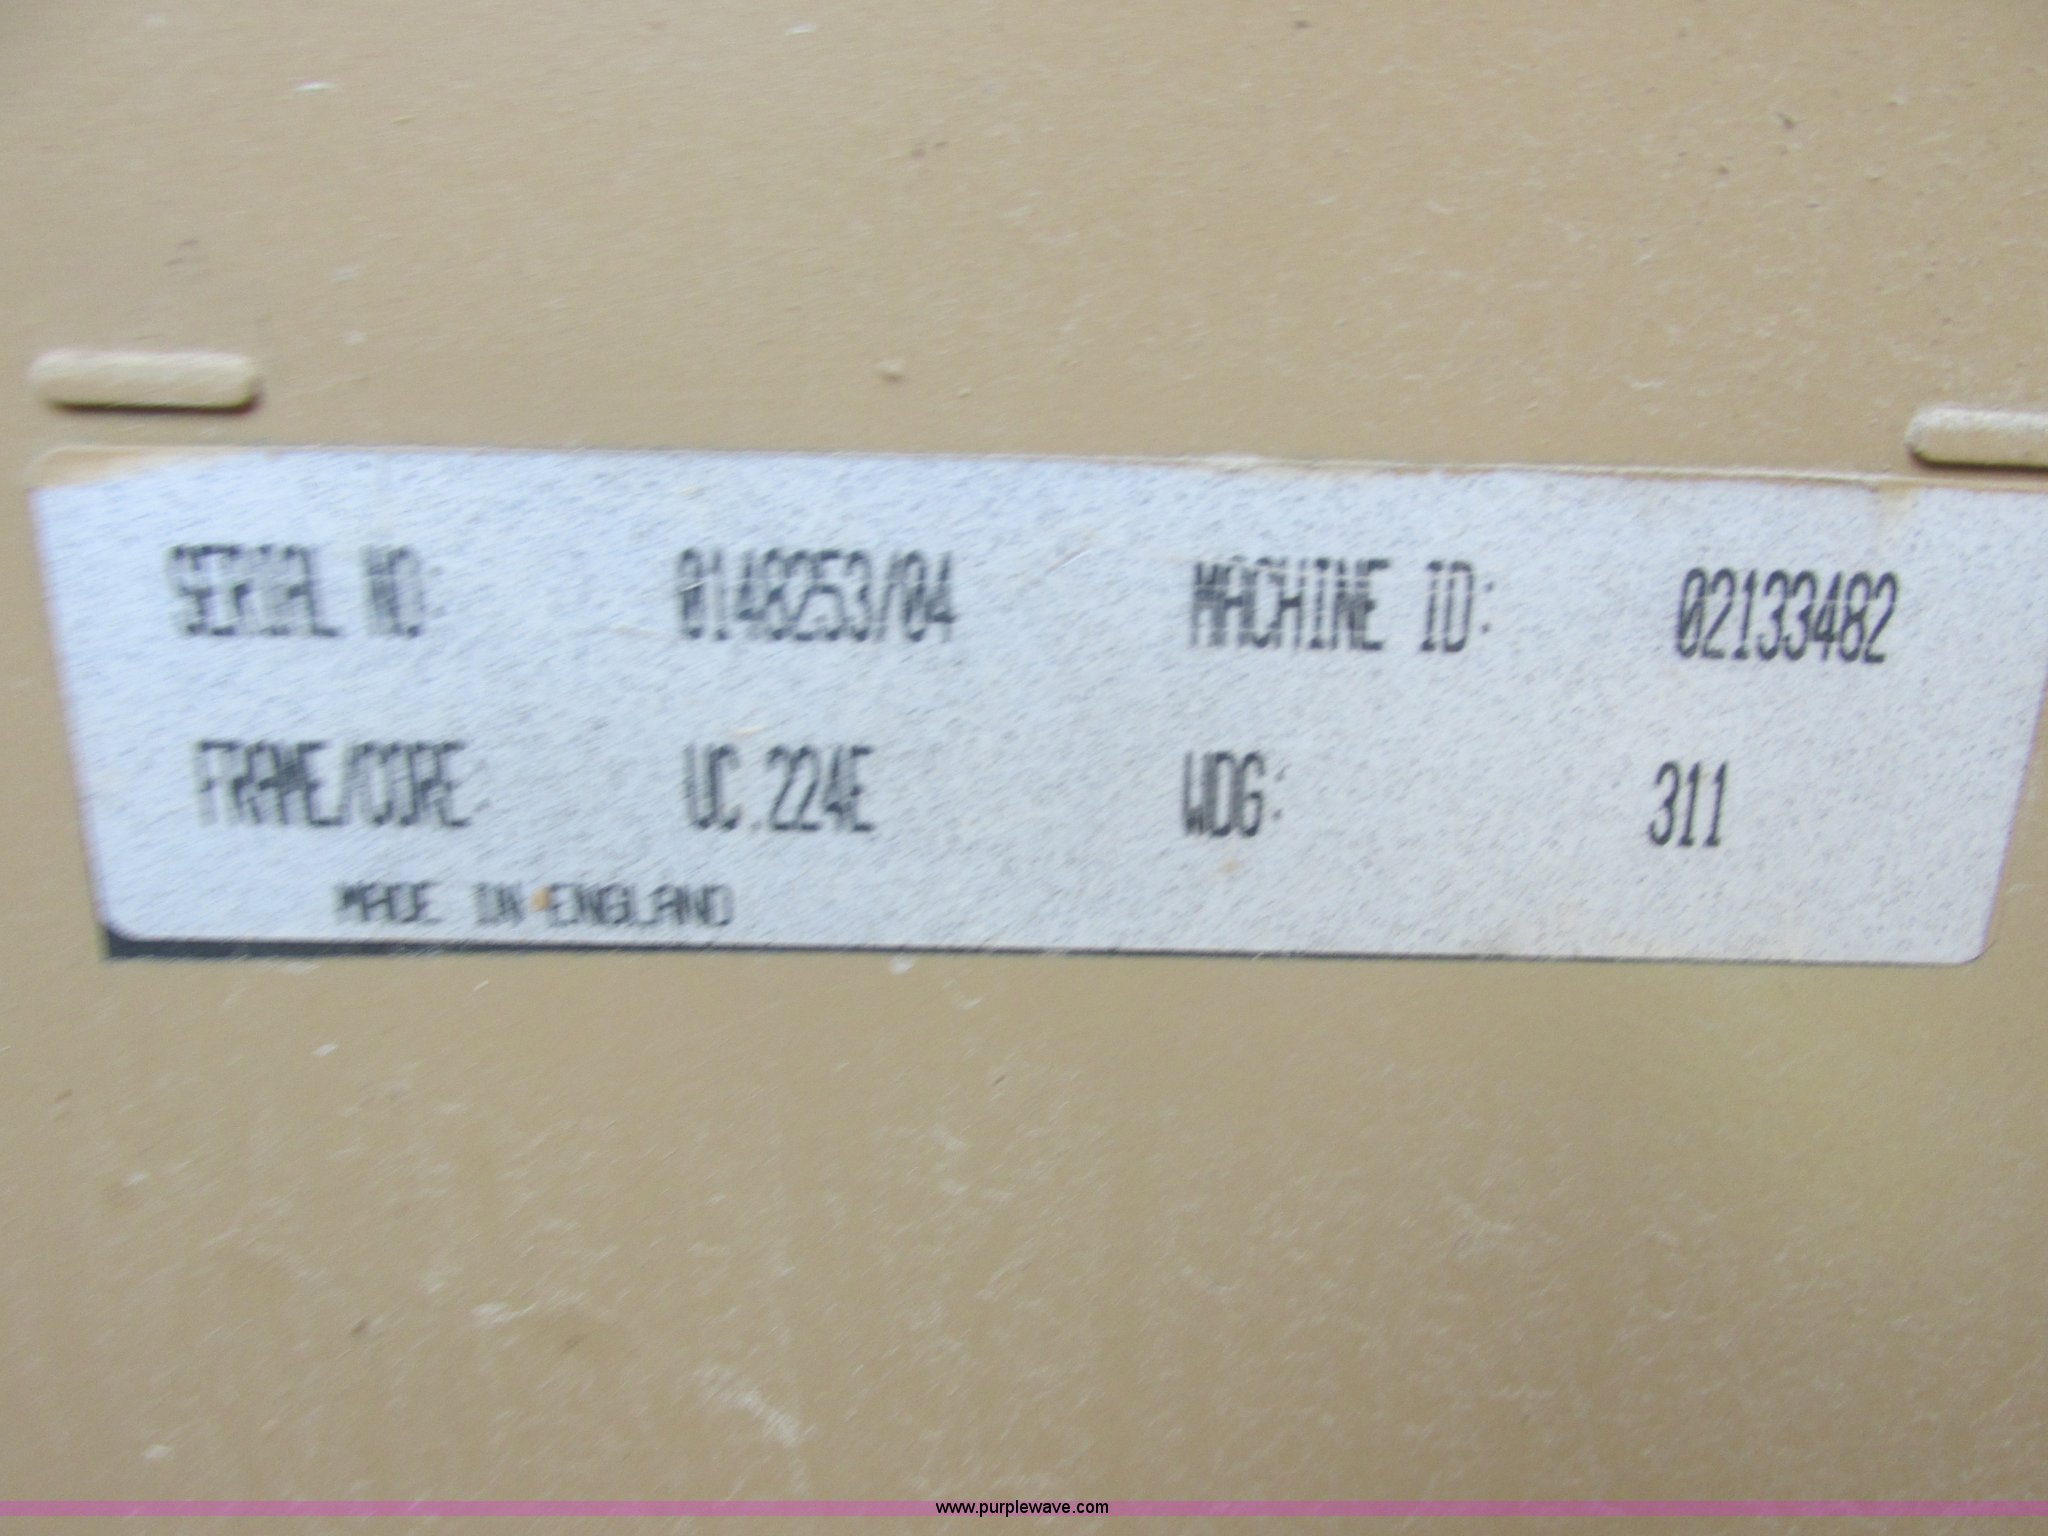 SERIAL NO: 0148253/04 MACHINE ID: 02133482
FRAME/CORE: UC.224E WDG: 311
MADE IN ENGLAND
www.purplewave.com